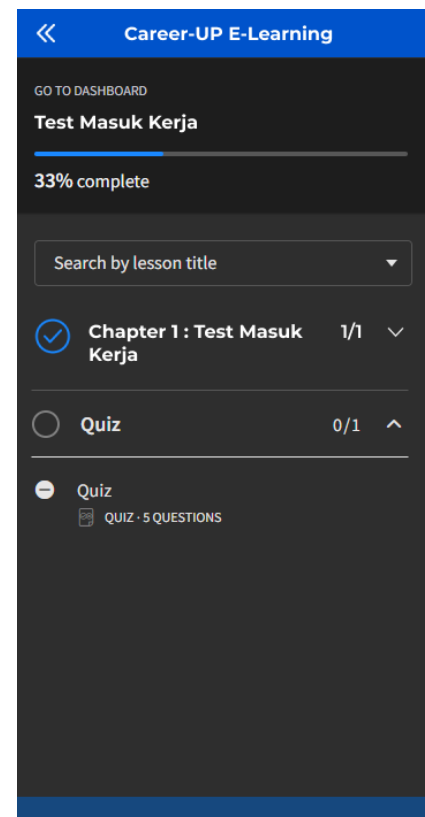 Career-UP E-Learning
GO TO DASHBOARD
Test Masuk Kerja
33% complete
Search by lesson title
Chapter 1 : Test Masuk 1/1
Kerja
Quiz 0/1
Quiz
QUIZ · 5 QUESTIONS